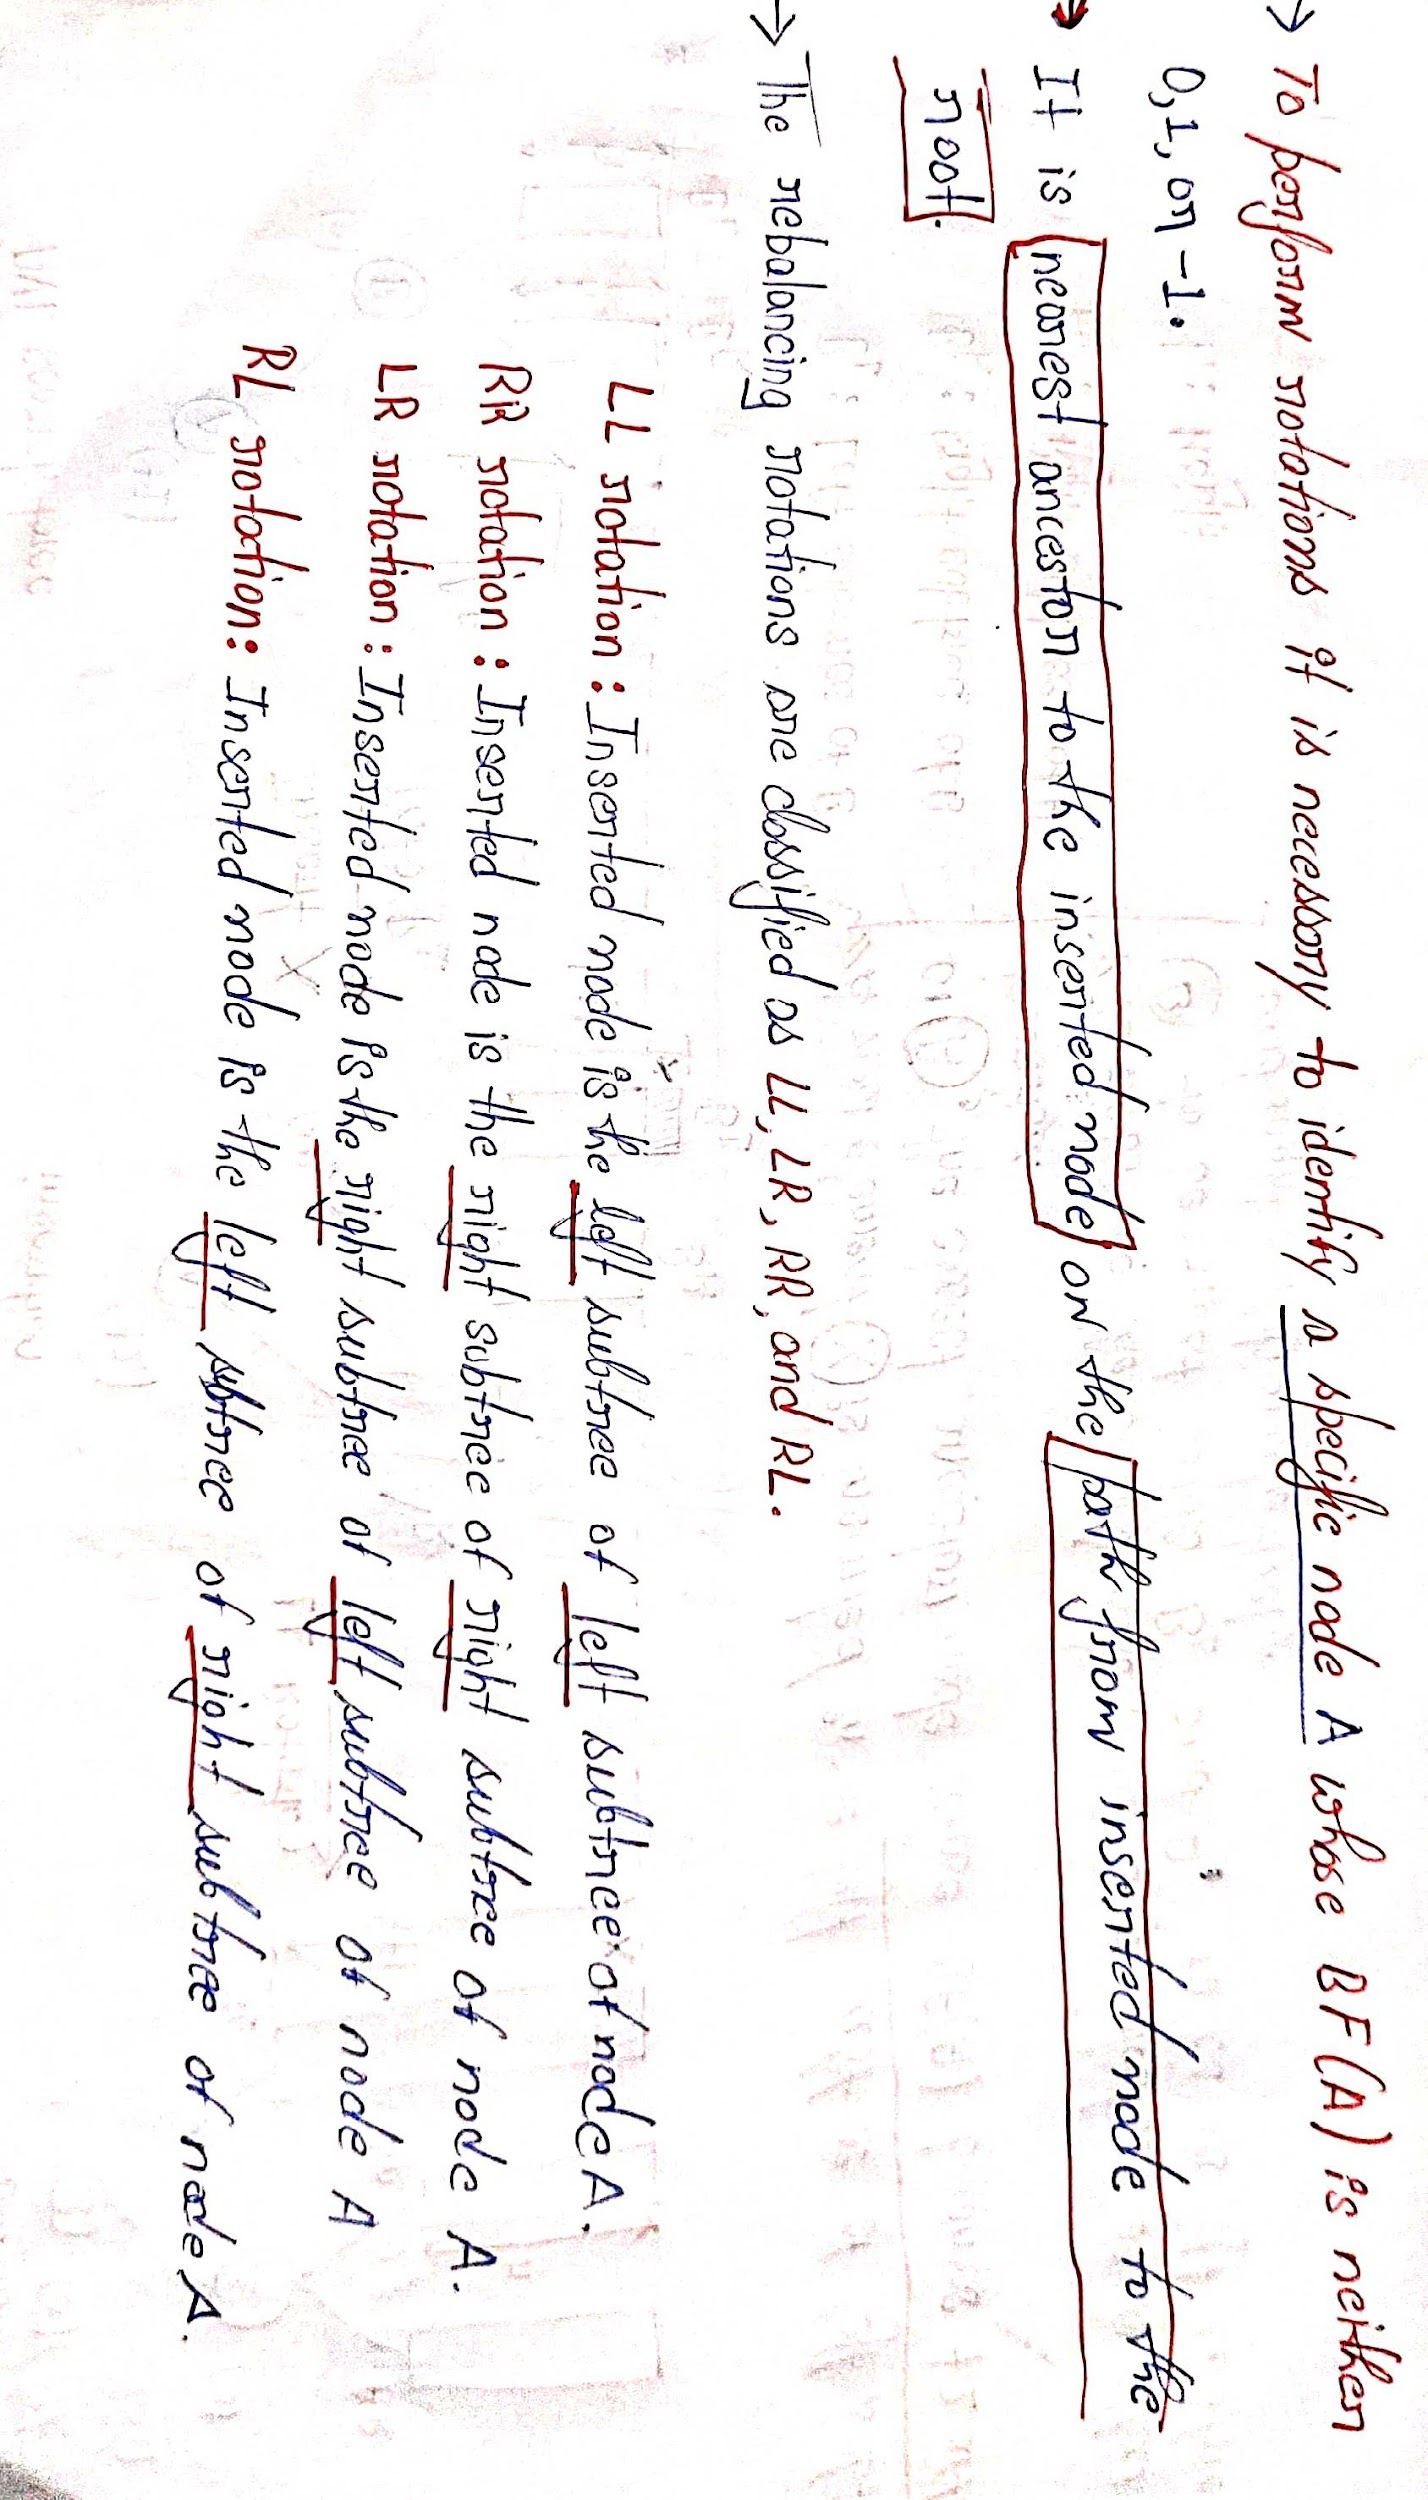 → To perform rotations it is necessary to identify a specific node A whose BF(A) is neither
0, 1, or -1.
→ It is nearest ancestor to the inserted node on the path from inserted node to the
root.
→ The rebalancing rotations are classified as LL, LR, RR, and RL.
LL rotation: Inserted node is the left subtree of left subtree of node A.
RR rotation: Inserted node is the right subtree of right subtree of node A.
LR rotation: Inserted node is the right subtree of left subtree of node A
RL rotation: Inserted node is the left subtree of right subtree of node A.